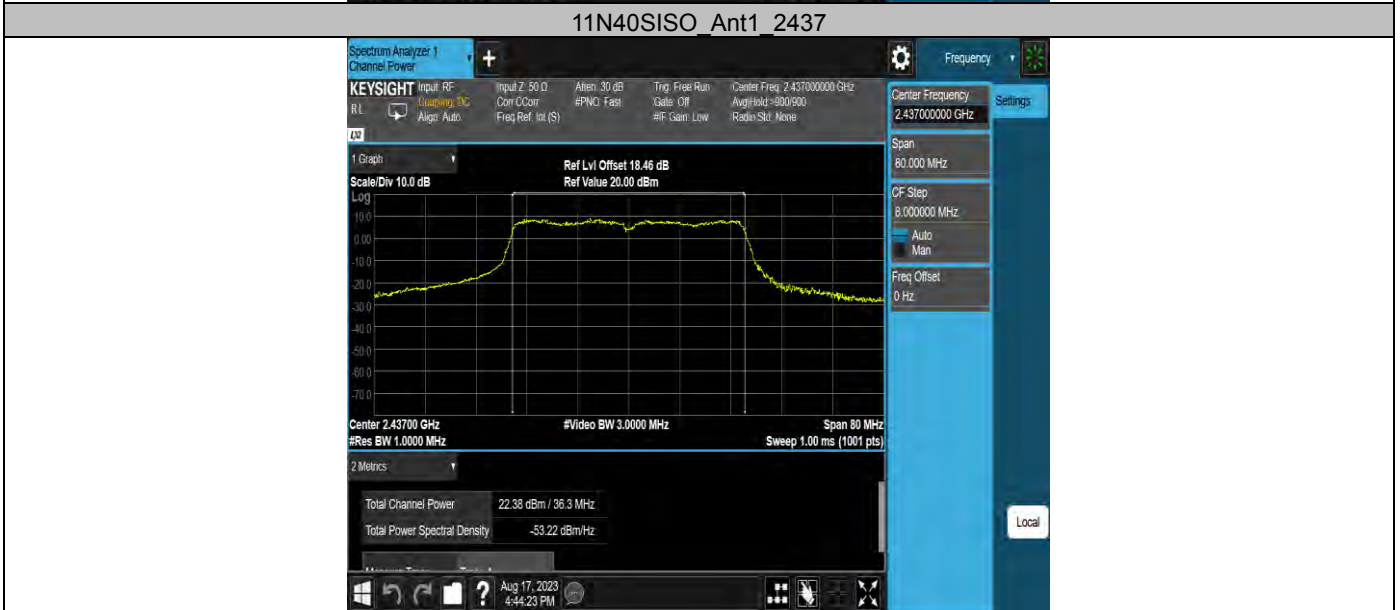 11N40SISO_Ant1_2437
Spectrum Analyzer 1
Channel Power
+
Frequency
KEYSIGHT Input: RF
RL
Coupling: DC
Align: Auto
Input Z: 50 Ω
Corr CCorr
Freq Ref: Int (S)
Atten: 30 dB
#PNO: Fast
Trig: Free Run
Gate: Off
#IF Gain: Low
Center Freq: 2.437000000 GHz
Avg|Hold:>900/900
Radio Std: None
LXI
1 Graph
Scale/Div 10.0 dB
Ref Lvl Offset 18.46 dB
Ref Value 20.00 dBm
Log
10.0
0.00
-10.0
-20.0
-30.0
-40.0
-50.0
-60.0
-70.0
Center 2.43700 GHz
#Res BW 1.0000 MHz
#Video BW 3.0000 MHz
Span 80 MHz
Sweep 1.00 ms (1001 pts)
2 Metrics
Total Channel Power 22.38 dBm / 36.3 MHz
Total Power Spectral Density -53.22 dBm/Hz
?
Aug 17, 2023
4:44:23 PM
Center Frequency
2.437000000 GHz
Settings
Span
80.000 MHz
CF Step
8.000000 MHz
Auto
Man
Freq Offset
0 Hz
Local